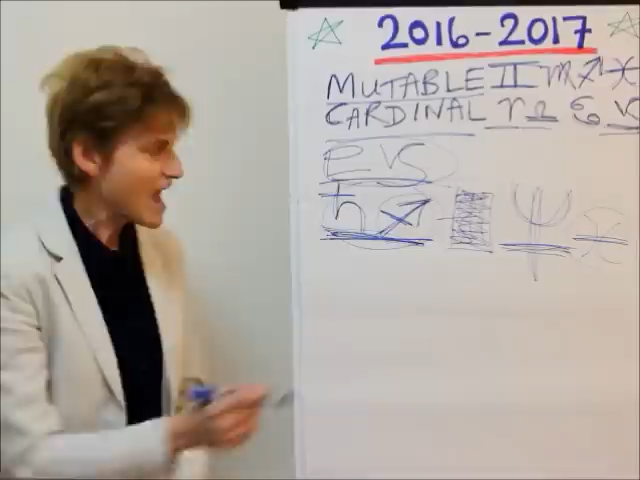 ☆ 2016-2017 ☆
MUTABLE ♊ ♍ ♐ ♓
CARDINAL ♈ ♎ ♋ ♑
P ♑
♄ ♐ ♆ ♓